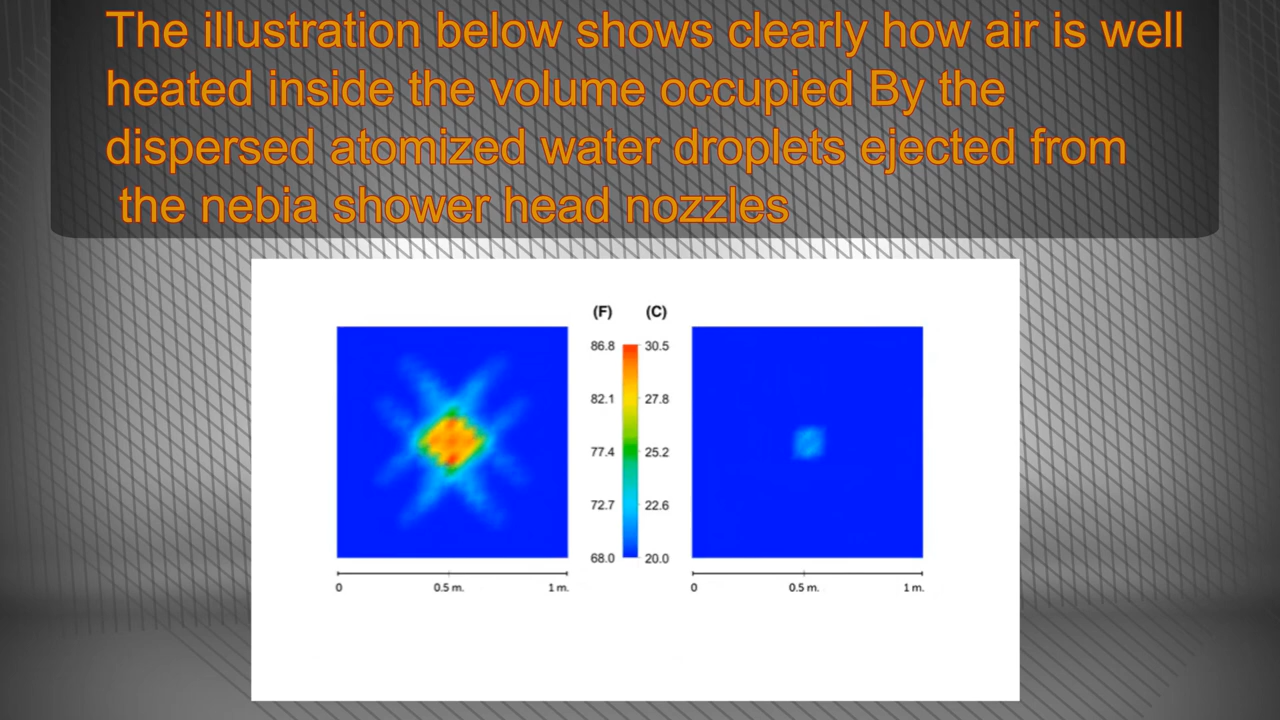 The illustration below shows clearly how air is well
heated inside the volume occupied By the
dispersed atomized water droplets ejected from
the nebia shower head nozzles
(F) (C)
86.8 30.5
82.1 27.8
77.4 25.2
72.7 22.6
68.0 20.0
0 0.5 m. 1 m. 0 0.5 m. 1 m.